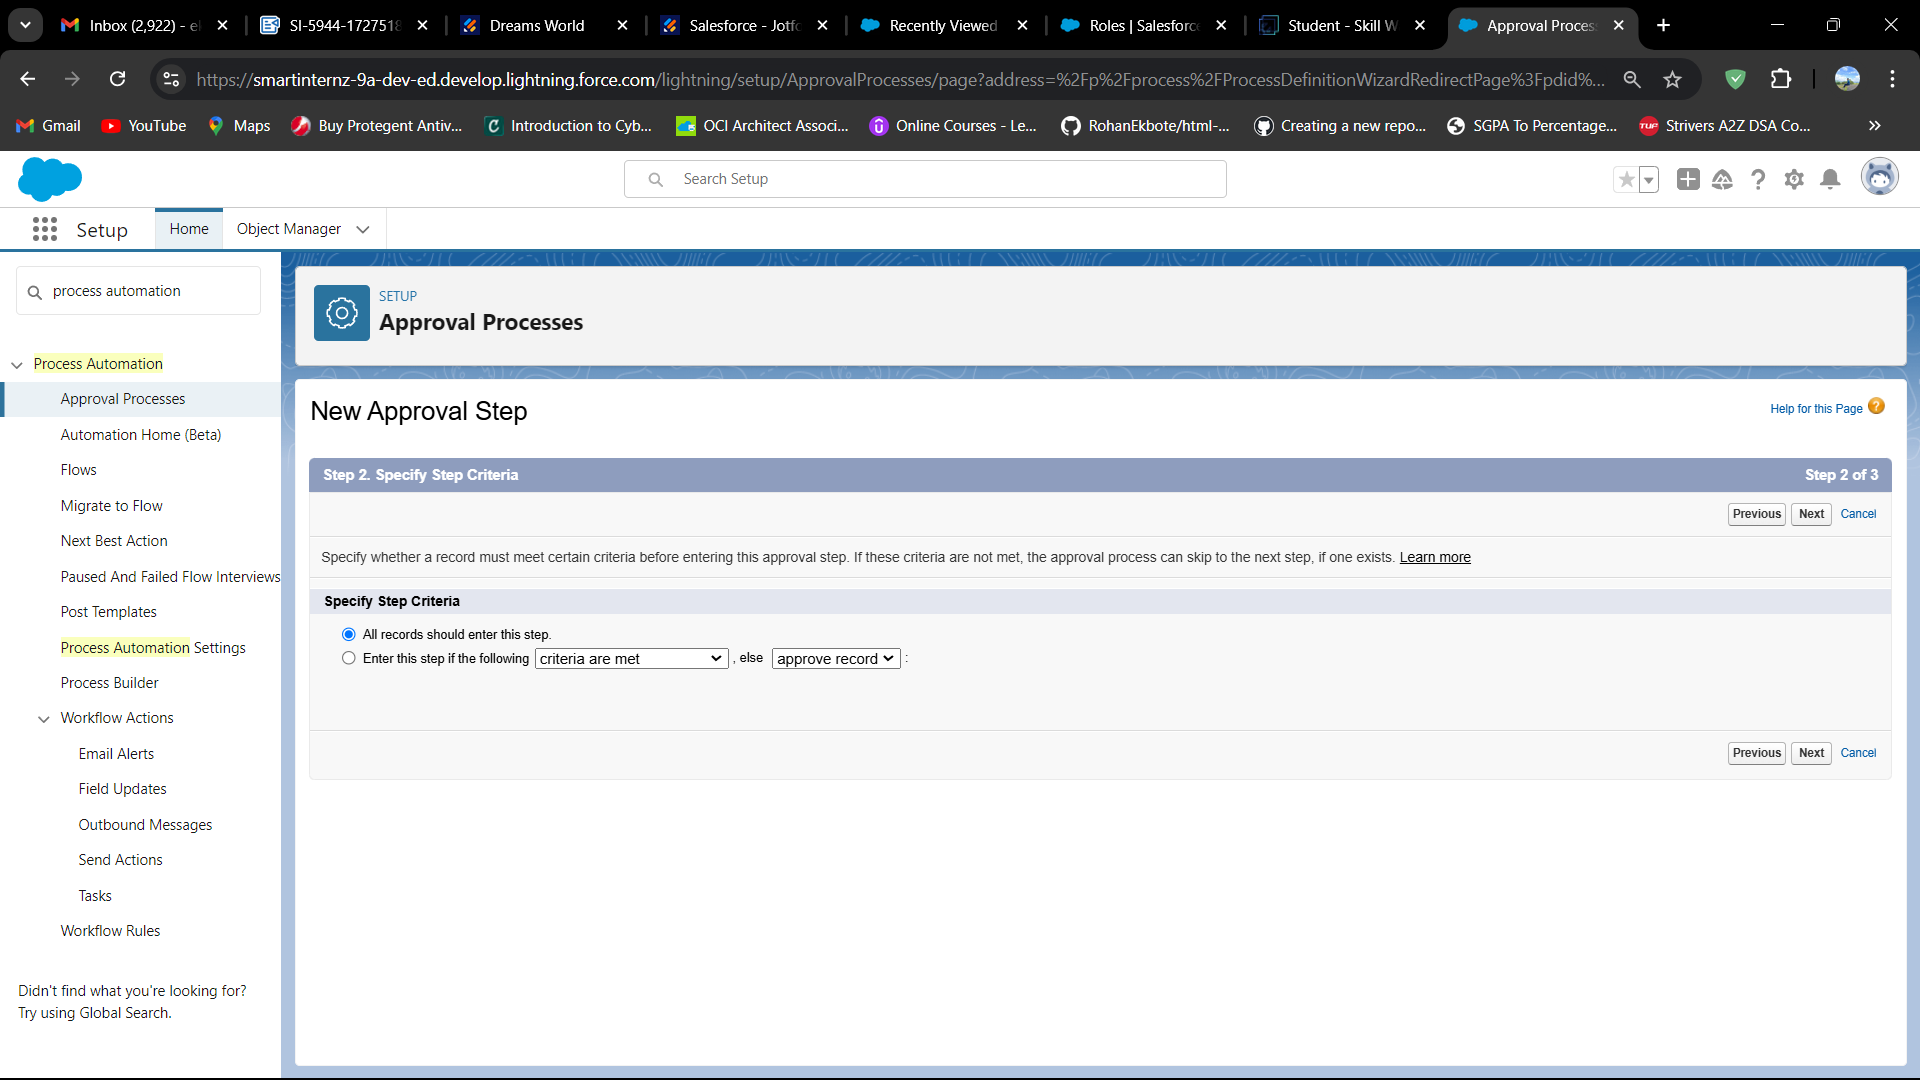 Inbox (2,922) - e
SI-5944-1727518
Dreams World
Salesforce - Jotfo
Recently Viewed
Roles | Salesforce
Student - Skill W
Approval Process
https://smartinternz-9a-dev-ed.develop.lightning.force.com/lightning/setup/ApprovalProcesses/page?address=%2Fp%2Fprocess%2FProcessDefinitionWizardRedirectPage%3Fpdid%...
Gmail
YouTube
Maps
Buy Protegent Antiv...
Introduction to Cyb...
OCI Architect Associ...
Online Courses - Le...
RohanEkbote/html-...
Creating a new repo...
SGPA To Percentage...
TUF
Strivers A2Z DSA Co...
Search Setup
Setup
Home
Object Manager
process automation
Process Automation
Approval Processes
Automation Home (Beta)
Flows
Migrate to Flow
Next Best Action
Paused And Failed Flow Interviews
Post Templates
Process Automation Settings
Process Builder
Workflow Actions
Email Alerts
Field Updates
Outbound Messages
Send Actions
Tasks
Workflow Rules
Didn't find what you're looking for?
Try using Global Search.
SETUP
Approval Processes
New Approval Step
Help for this Page
Step 2. Specify Step Criteria
Step 2 of 3
Previous
Next
Cancel
Specify whether a record must meet certain criteria before entering this approval step. If these criteria are not met, the approval process can skip to the next step, if one exists. Learn more
Specify Step Criteria
All records should enter this step.
Enter this step if the following criteria are met , else approve record :
Previous
Next
Cancel